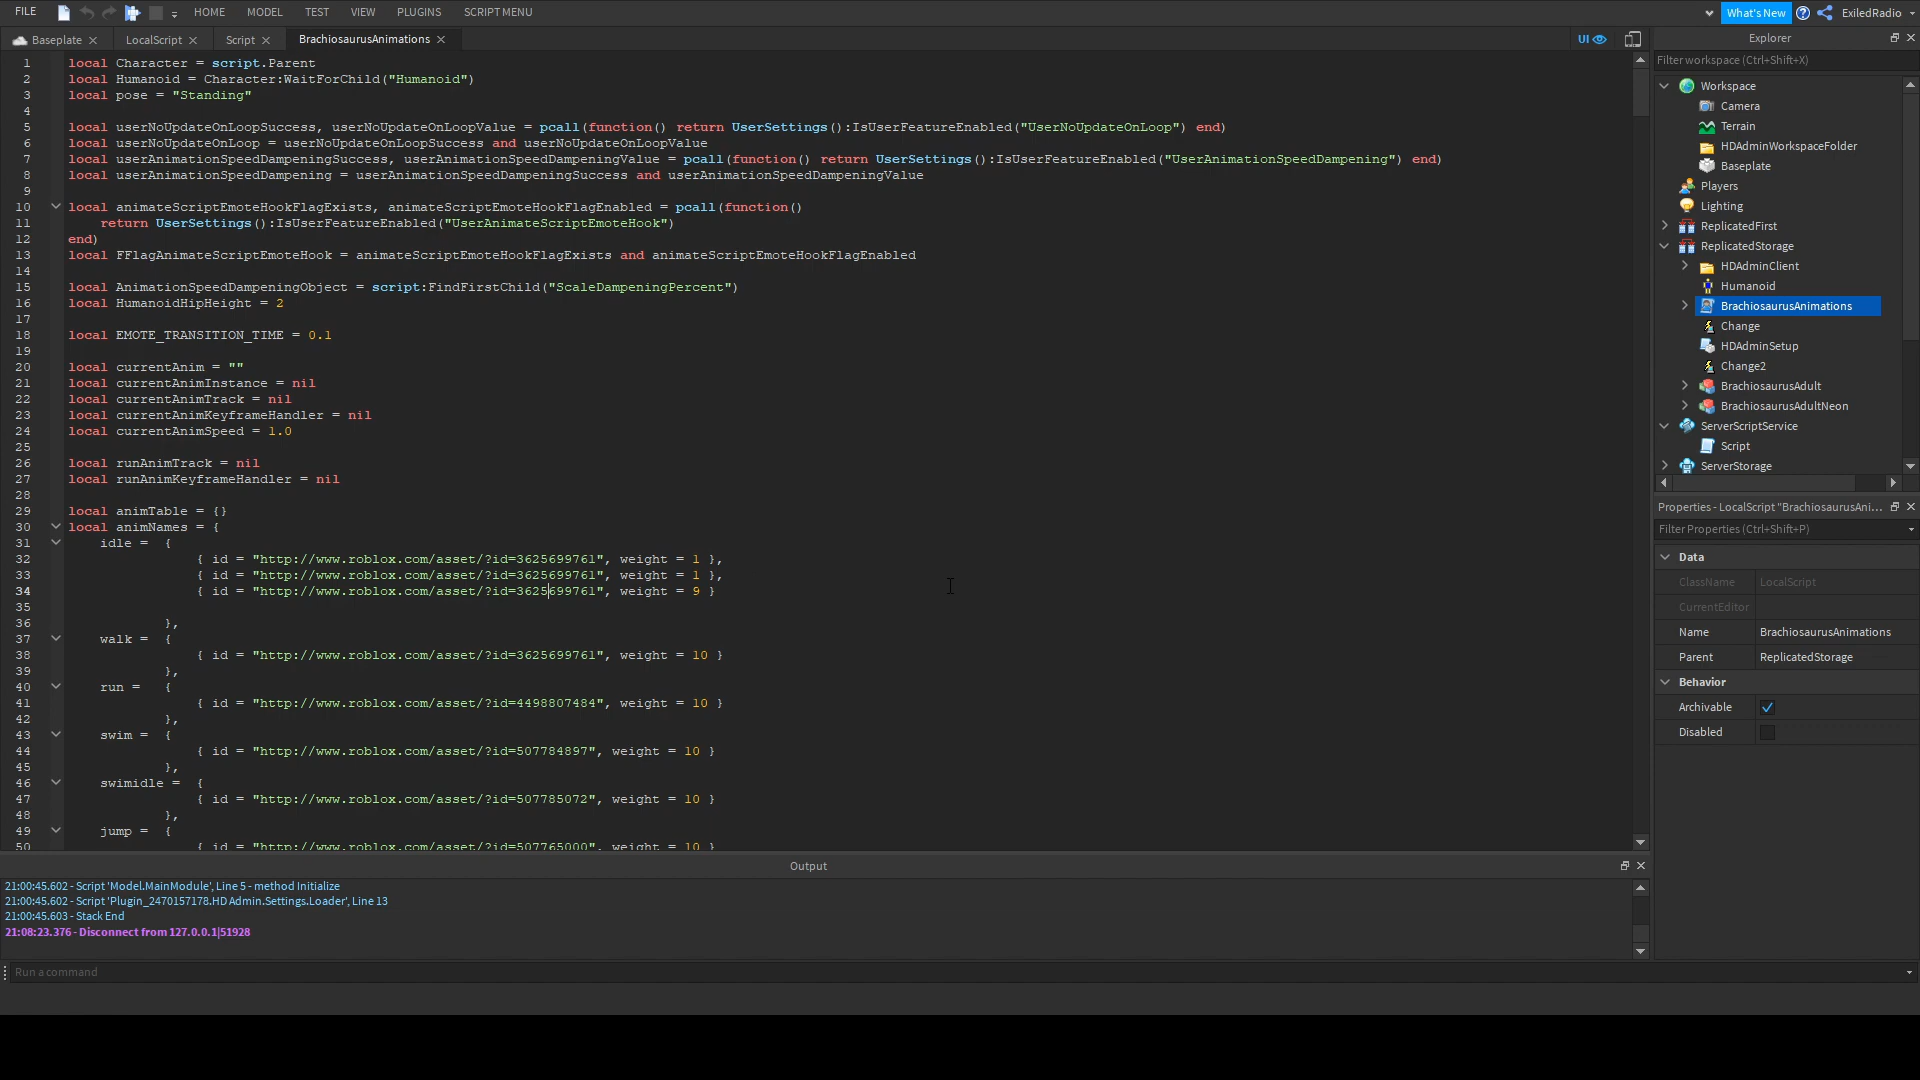 FILE HOME MODEL TEST VIEW PLUGINS SCRIPT MENU What's New ExiledRadio
Baseplate LocalScript Script BrachiosaurusAnimations UI
1 local Character = script.Parent
2 local Humanoid = Character:WaitForChild("Humanoid")
3 local pose = "Standing"
4
5 local userNoUpdateOnLoopSuccess, userNoUpdateOnLoopValue = pcall(function() return UserSettings():IsUserFeatureEnabled("UserNoUpdateOnLoop") end)
6 local userNoUpdateOnLoop = userNoUpdateOnLoopSuccess and userNoUpdateOnLoopValue
7 local userAnimationSpeedDampeningSuccess, userAnimationSpeedDampeningValue = pcall(function() return UserSettings():IsUserFeatureEnabled("UserAnimationSpeedDampening") end)
8 local userAnimationSpeedDampening = userAnimationSpeedDampeningSuccess and userAnimationSpeedDampeningValue
9
10 local animateScriptEmoteHookFlagExists, animateScriptEmoteHookFlagEnabled = pcall(function()
11 return UserSettings():IsUserFeatureEnabled("UserAnimateScriptEmoteHook")
12 end)
13 local FFlagAnimateScriptEmoteHook = animateScriptEmoteHookFlagExists and animateScriptEmoteHookFlagEnabled
14
15 local AnimationSpeedDampeningObject = script:FindFirstChild("ScaleDampeningPercent")
16 local HumanoidHipHeight = 2
17
18 local EMOTE_TRANSITION_TIME = 0.1
19
20 local currentAnim = ""
21 local currentAnimInstance = nil
22 local currentAnimTrack = nil
23 local currentAnimKeyframeHandler = nil
24 local currentAnimSpeed = 1.0
25
26 local runAnimTrack = nil
27 local runAnimKeyframeHandler = nil
28
29 local animTable = {}
30 local animNames = {
31 idle = {
32 { id = "http://www.roblox.com/asset/?id=3625699761", weight = 1 },
33 { id = "http://www.roblox.com/asset/?id=3625699761", weight = 1 },
34 { id = "http://www.roblox.com/asset/?id=3625699761", weight = 9 }
35
36 },
37 walk = {
38 { id = "http://www.roblox.com/asset/?id=3625699761", weight = 10 }
39 },
40 run = {
41 { id = "http://www.roblox.com/asset/?id=4498807484", weight = 10 }
42 },
43 swim = {
44 { id = "http://www.roblox.com/asset/?id=507784897", weight = 10 }
45 },
46 swimidle = {
47 { id = "http://www.roblox.com/asset/?id=507785072", weight = 10 }
48 },
49 jump = {
50 { id = "http://www.roblox.com/asset/?id=507765000", weight = 10 }
Output
21:00:45.602 - Script 'Model.MainModule', Line 5 - method Initialize
21:00:45.602 - Script 'Plugin_2470157178.HD Admin.Settings.Loader', Line 13
21:00:45.603 - Stack End
21:08:23.376 - Disconnect from 127.0.0.1|51928
Run a command
Explorer
Filter workspace (Ctrl+Shift+X)
Workspace
Camera
Terrain
HDAdminWorkspaceFolder
Baseplate
Players
Lighting
ReplicatedFirst
ReplicatedStorage
HDAdminClient
Humanoid
BrachiosaurusAnimations
Change
HDAdminSetup
Change2
BrachiosaurusAdult
BrachiosaurusAdultNeon
ServerScriptService
Script
ServerStorage
Properties - LocalScript "BrachiosaurusAni...
Filter Properties (Ctrl+Shift+P)
Data
ClassName LocalScript
CurrentEditor
Name BrachiosaurusAnimations
Parent ReplicatedStorage
Behavior
Archivable
Disabled